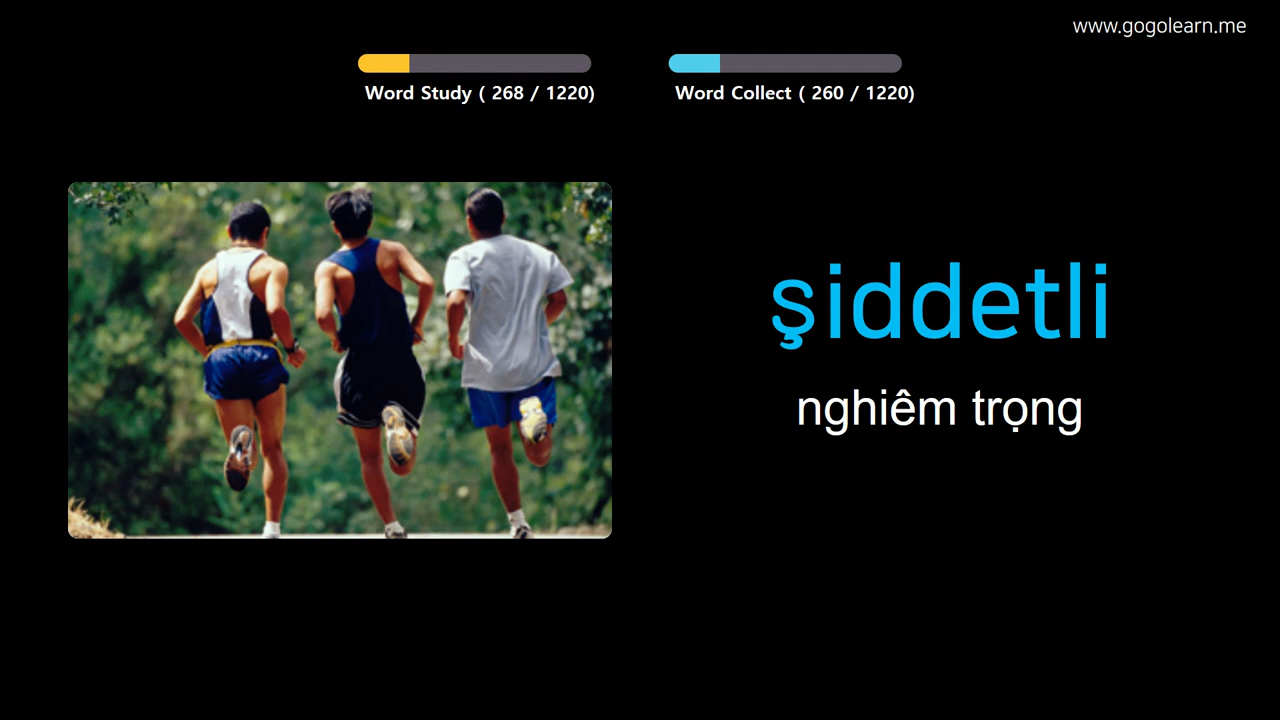 www.gogolearn.me
Word Study ( 268 / 1220)
Word Collect ( 260 / 1220)
şiddetli
nghiêm trọng